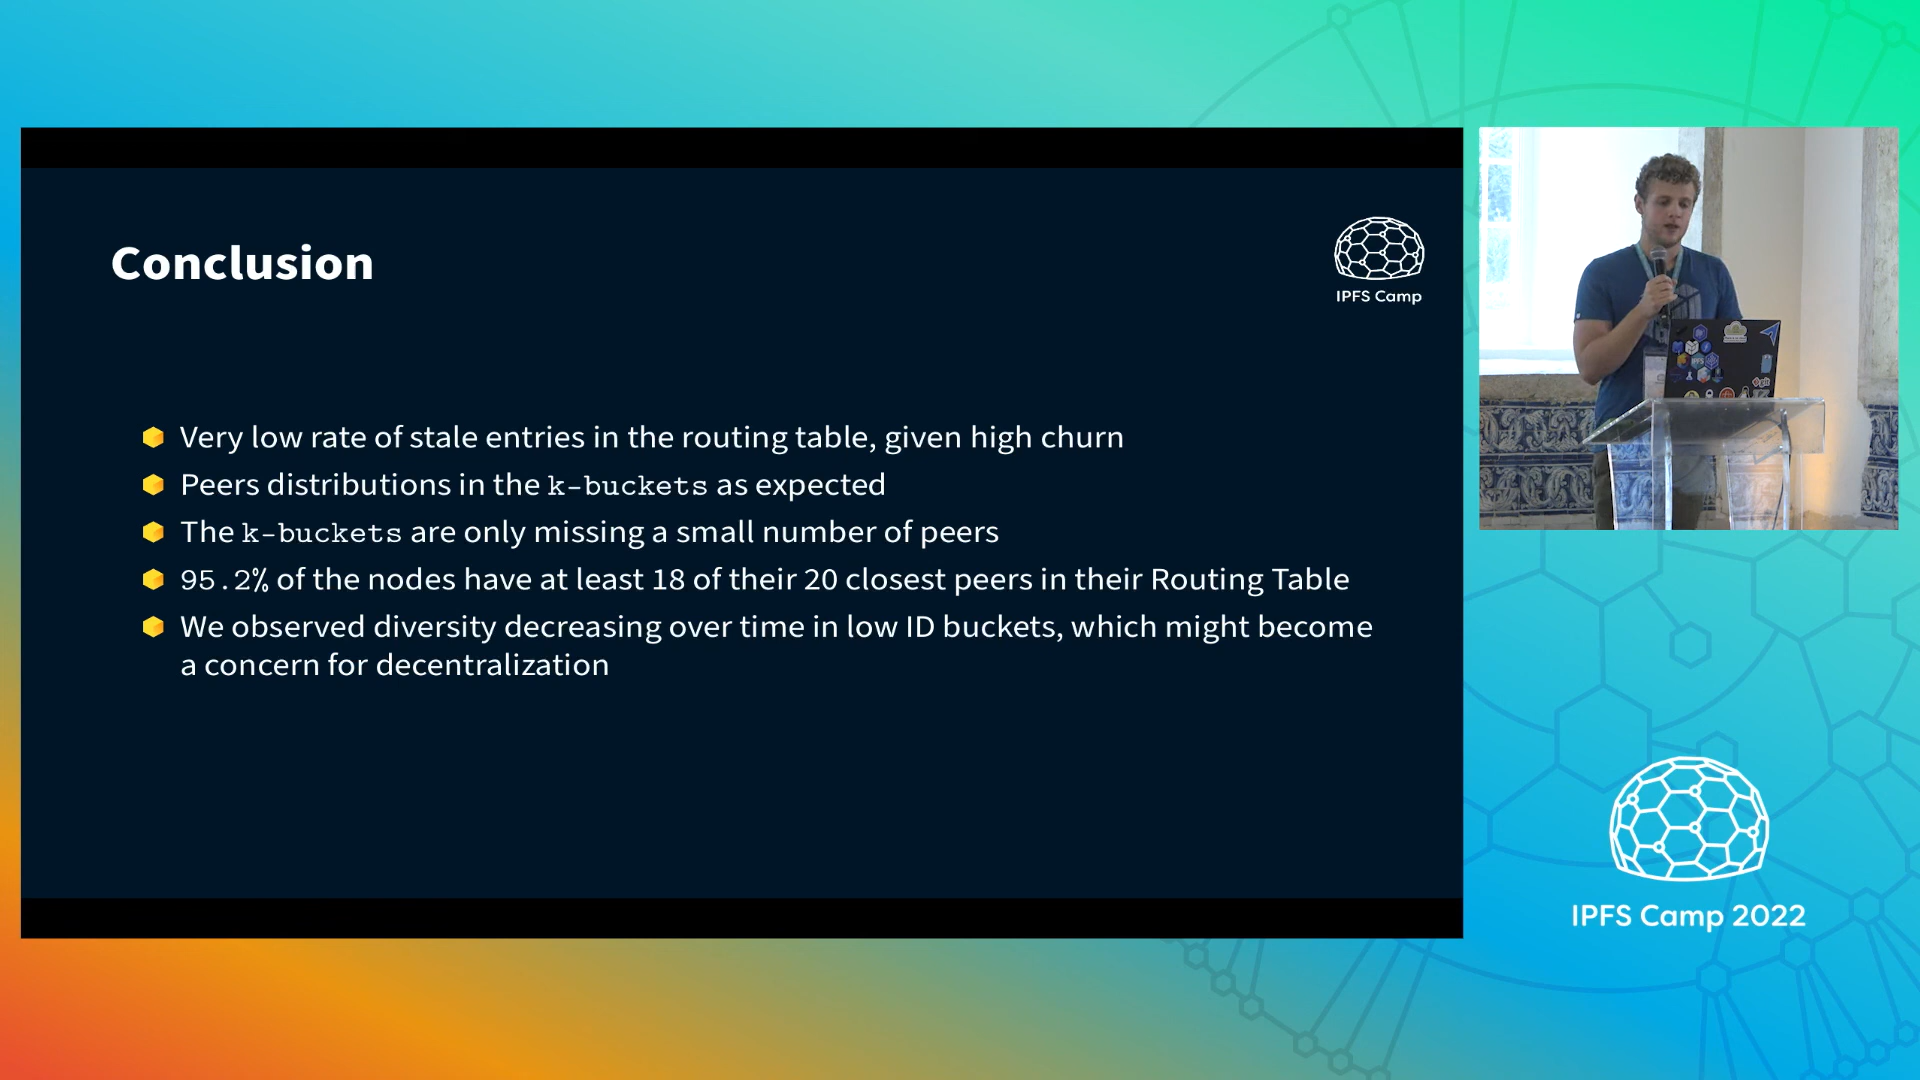 Conclusion
IPFS Camp
Very low rate of stale entries in the routing table, given high churn
Peers distributions in the k-buckets as expected
The k-buckets are only missing a small number of peers
95.2% of the nodes have at least 18 of their 20 closest peers in their Routing Table
We observed diversity decreasing over time in low ID buckets, which might become
a concern for decentralization
IPFS Camp 2022